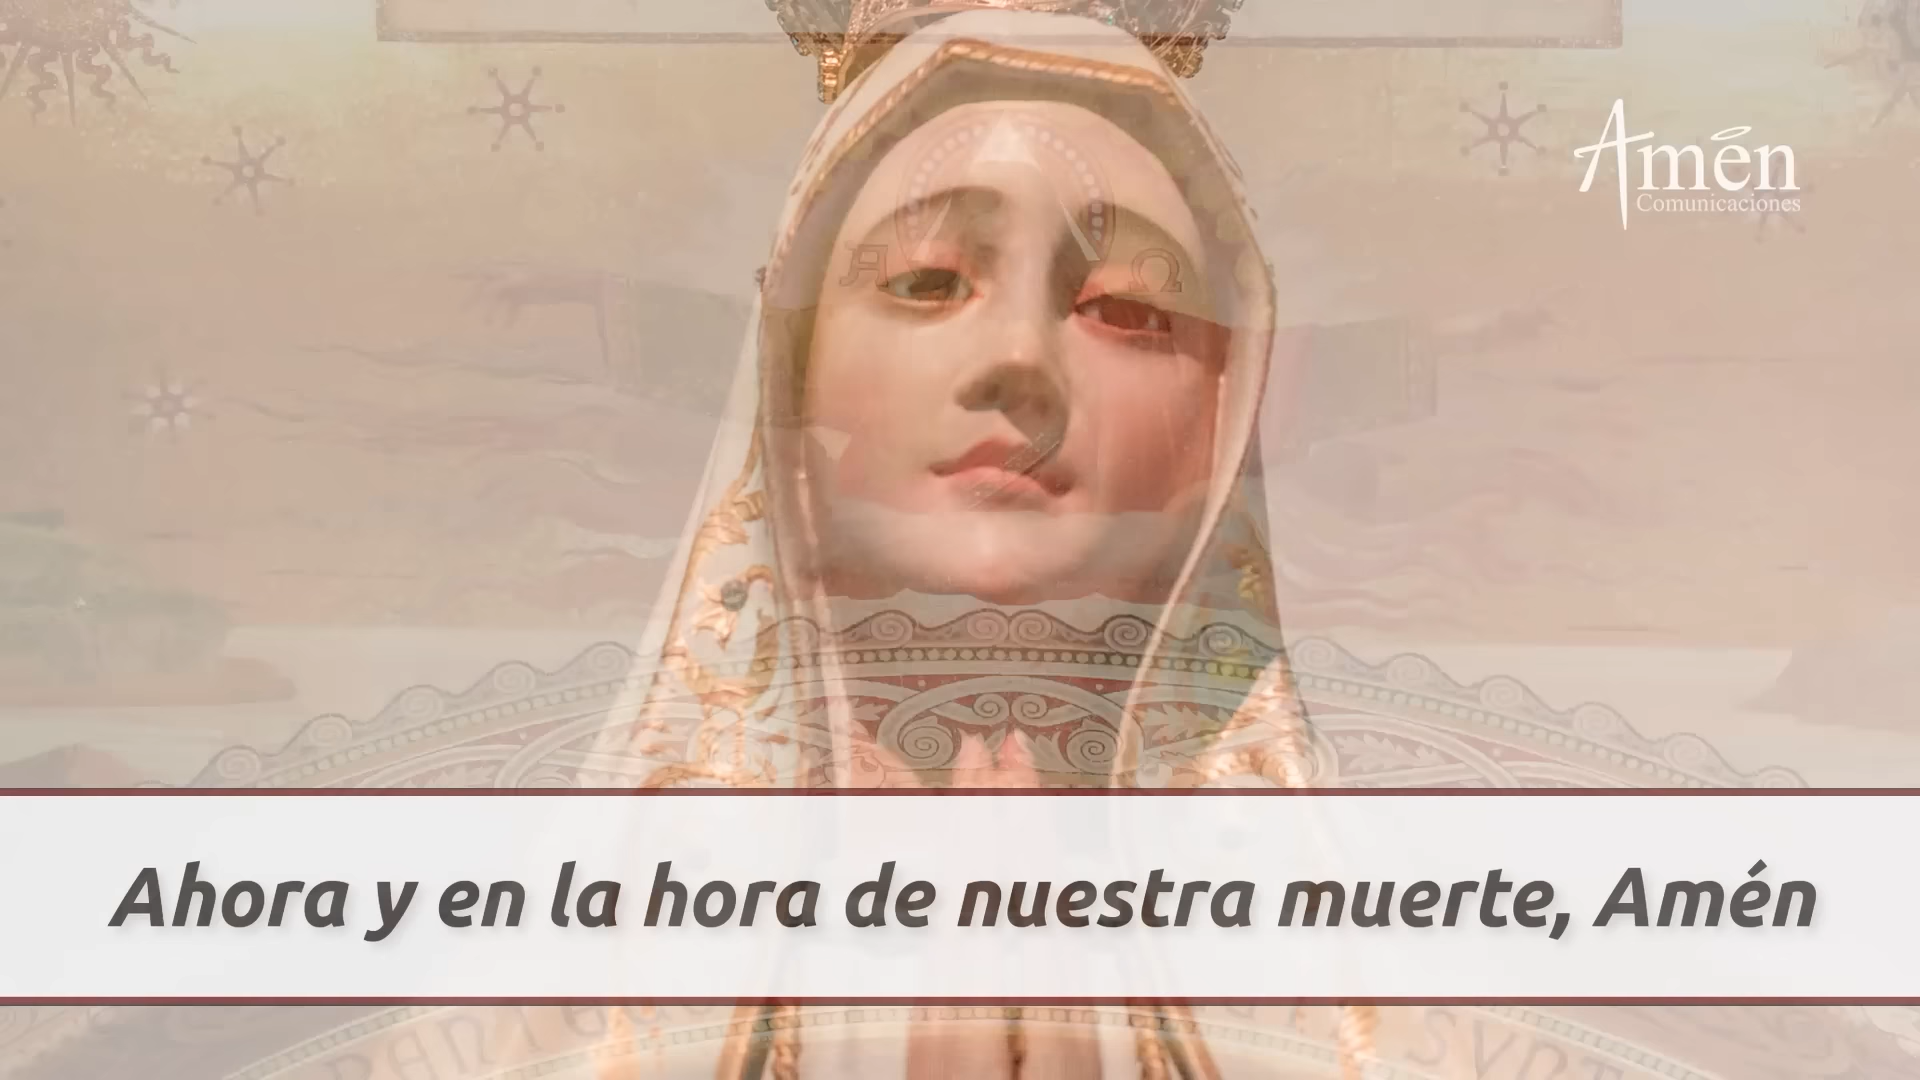 Amén
Comunicaciones
A Ω
Ahora y en la hora de nuestra muerte, Amén